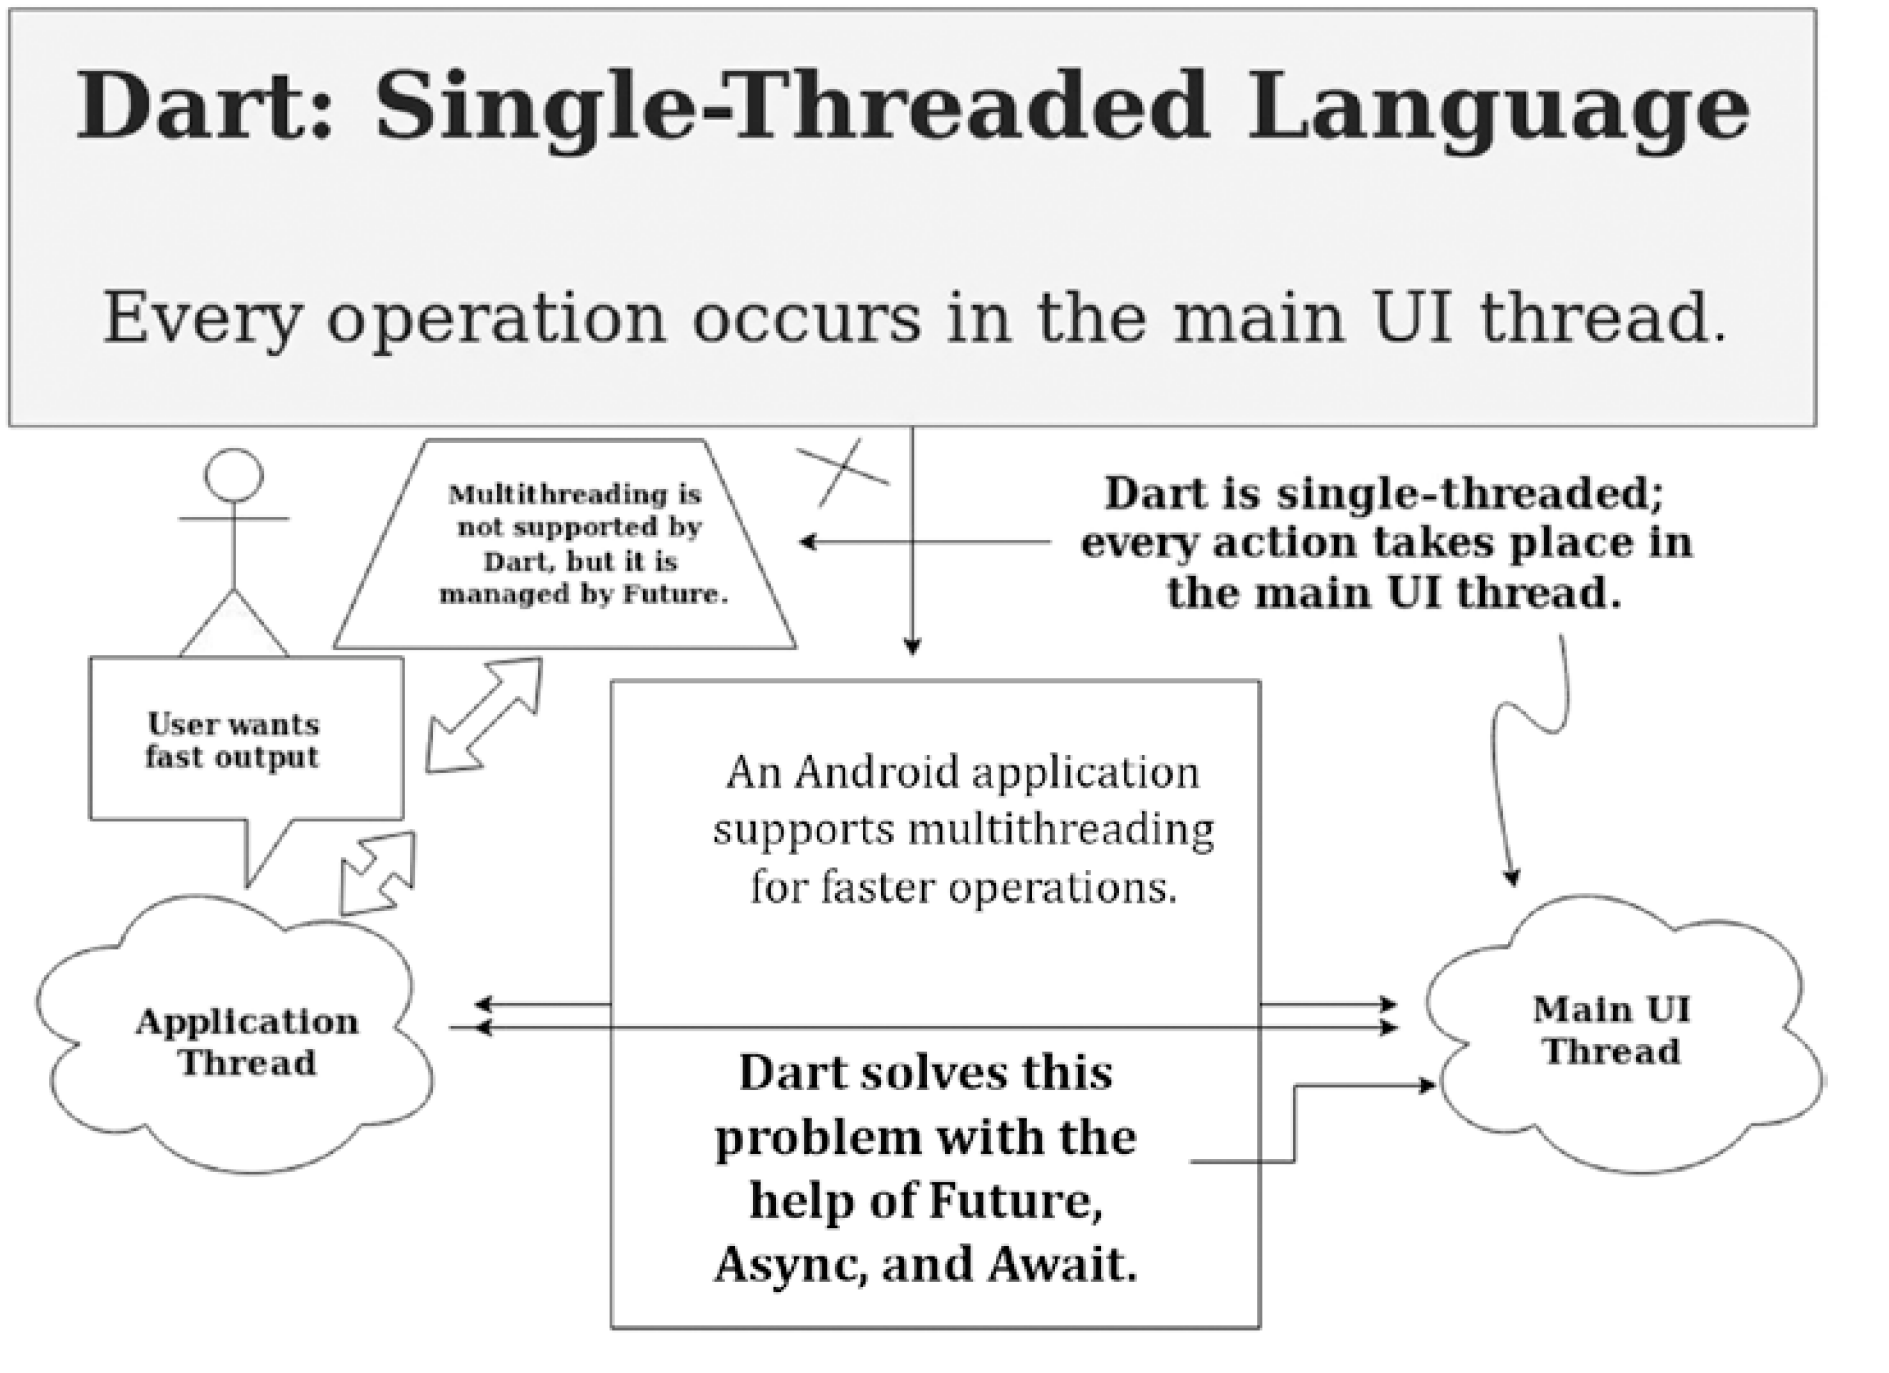 Dart: Single-Threaded Language
Every operation occurs in the main UI thread.
Multithreading is
not supported by
Dart, but it is
managed by Future.
Dart is single-threaded;
every action takes place in
the main UI thread.
User wants
fast output
An Android application
supports multithreading
for faster operations.
Application
Thread
Main UI
Thread
Dart solves this
problem with the
help of Future,
Async, and Await.